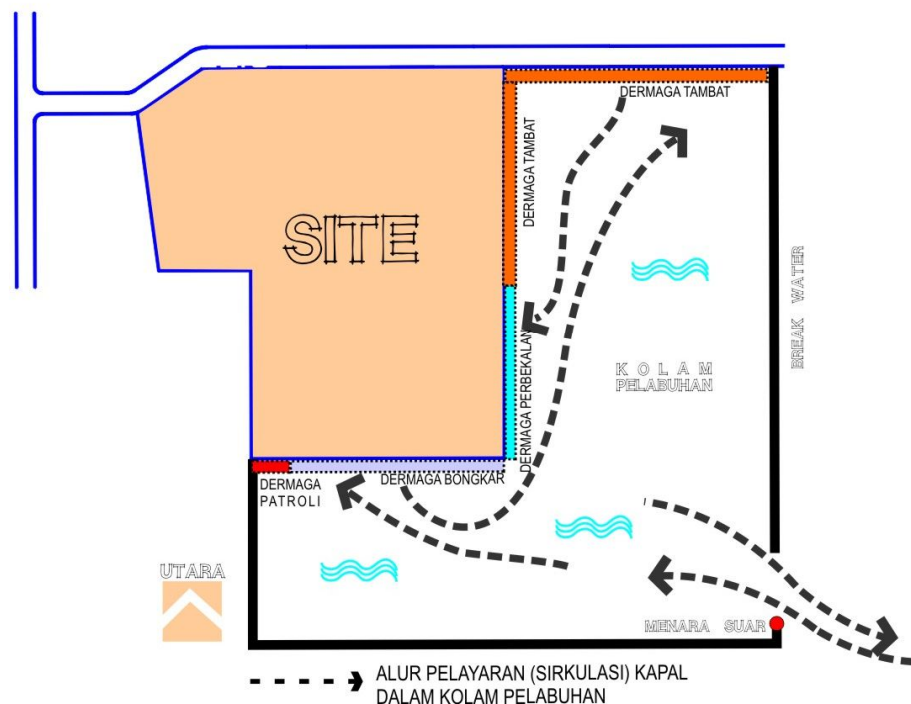 DERMAGA TAMBAT
DERMAGA TAMBAT
SITE
BREAK WATER
DERMAGA PERBEKALAN
KOLAM
PELABUHAN
DERMAGA BONGKAR
DERMAGA
PATROLI
UTARA
MENARA SUAR
ALUR PELAYARAN (SIRKULASI) KAPAL
DALAM KOLAM PELABUHAN